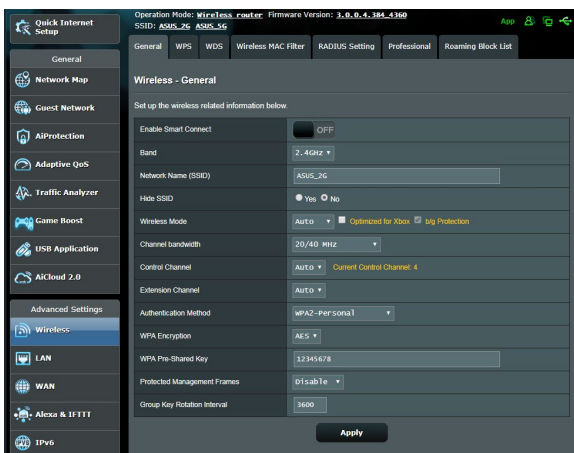 Quick Internet
Setup
Operation Mode: Wireless router Firmware Version: 3.0.0.4.384_4360
SSID: ASUS_2G ASUS_5G
App
General
Network Map
Guest Network
AiProtection
Adaptive QoS
Traffic Analyzer
Game Boost
USB Application
AiCloud 2.0
Advanced Settings
Wireless
LAN
WAN
Alexa & IFTTT
IPv6
General WPS WDS Wireless MAC Filter RADIUS Setting Professional Roaming Block List
Wireless - General
Set up the wireless related information below.
Enable Smart Connect OFF
Band 2.4GHz
Network Name (SSID) ASUS_2G
Hide SSID Yes No
Wireless Mode Auto Optimized for Xbox b/g Protection
Channel bandwidth 20/40 MHz
Control Channel Auto Current Control Channel: 4
Extension Channel Auto
Authentication Method WPA2-Personal
WPA Encryption AES
WPA Pre-Shared Key 12345678
Protected Management Frames Disable
Group Key Rotation Interval 3600
Apply